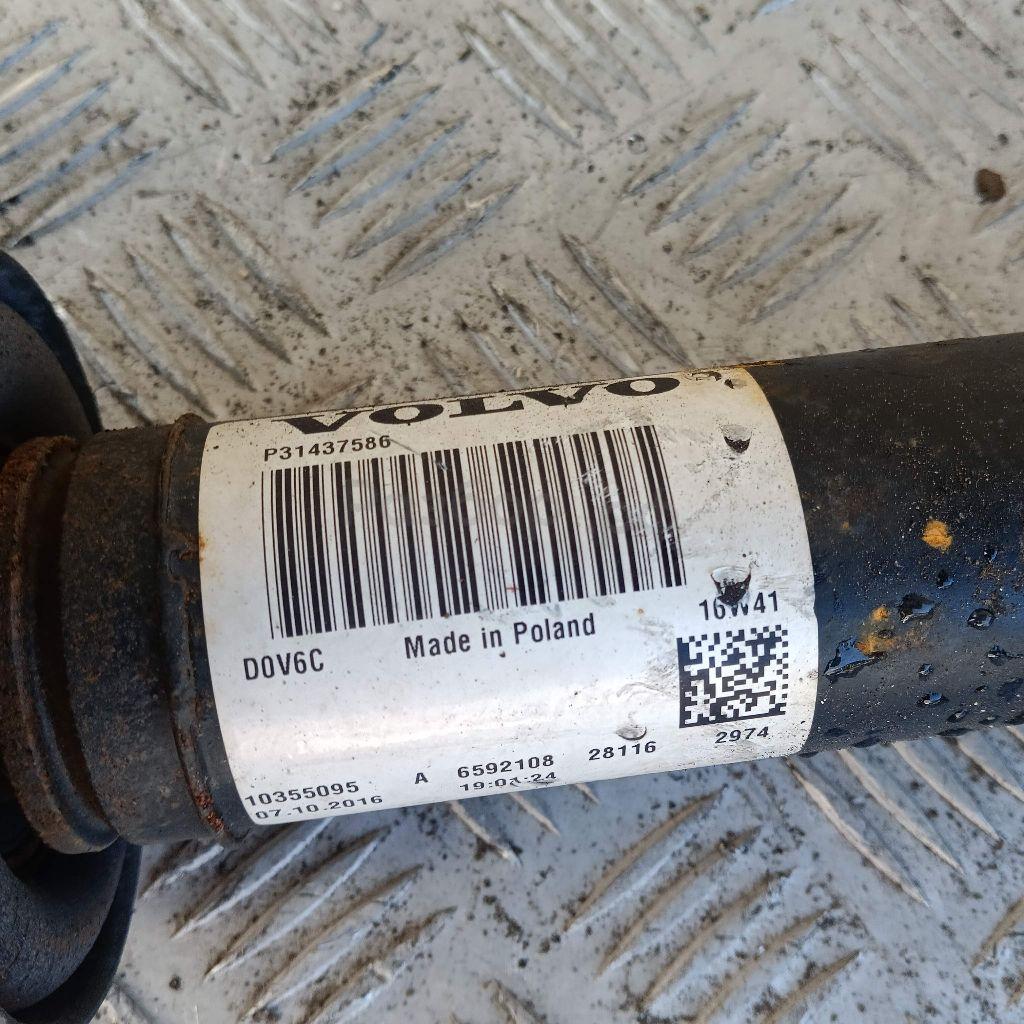 VOLVO
P31437586
Made in Poland
16W41
D0V6C
2974
10355095 A 6592108 28116
07.10.2016